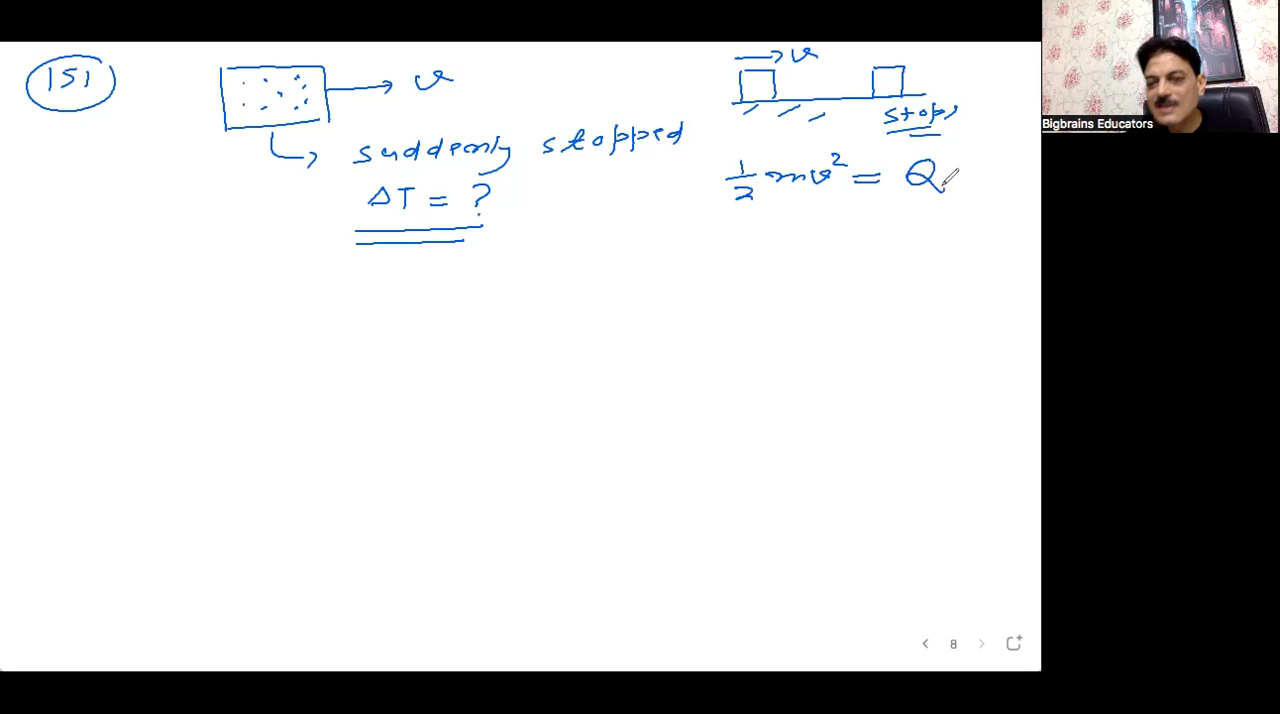 151
v
suddenly stopped
ΔT = ?
v
stops
1/2 mv² = Q
Bigbrains Educators
8